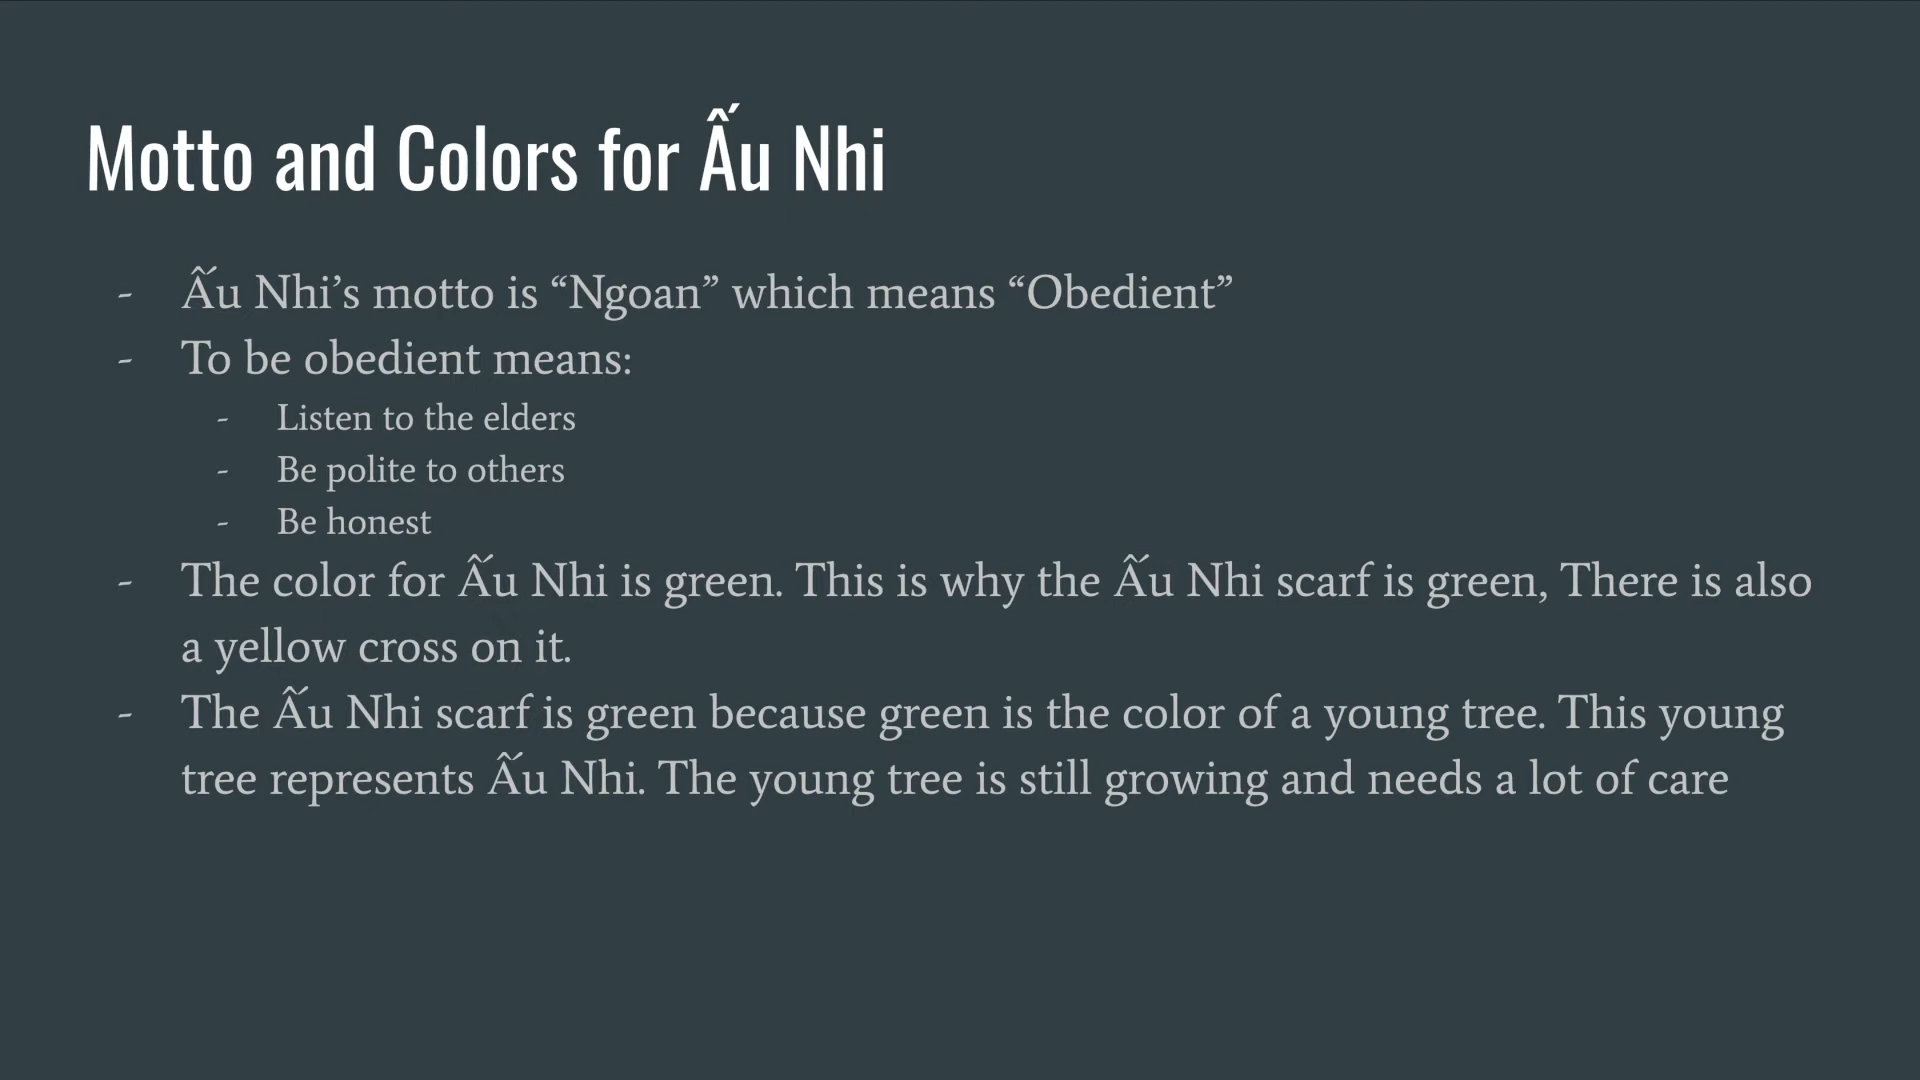 Motto and Colors for Ấu Nhi
- Ấu Nhi’s motto is “Ngoan” which means “Obedient”
- To be obedient means:
- Listen to the elders
- Be polite to others
- Be honest
- The color for Ấu Nhi is green. This is why the Ấu Nhi scarf is green, There is also
a yellow cross on it.
- The Ấu Nhi scarf is green because green is the color of a young tree. This young
tree represents Ấu Nhi. The young tree is still growing and needs a lot of care